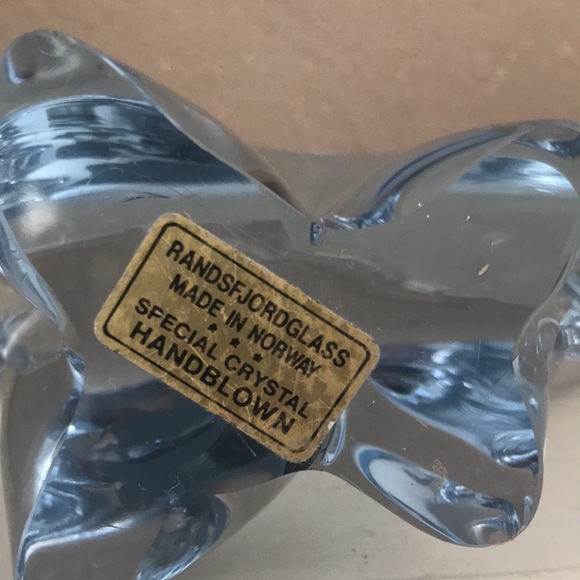 RANDSFJORDGLASS
MADE IN NORWAY
★ ★ ★
SPECIAL CRYSTAL
HANDBLOWN